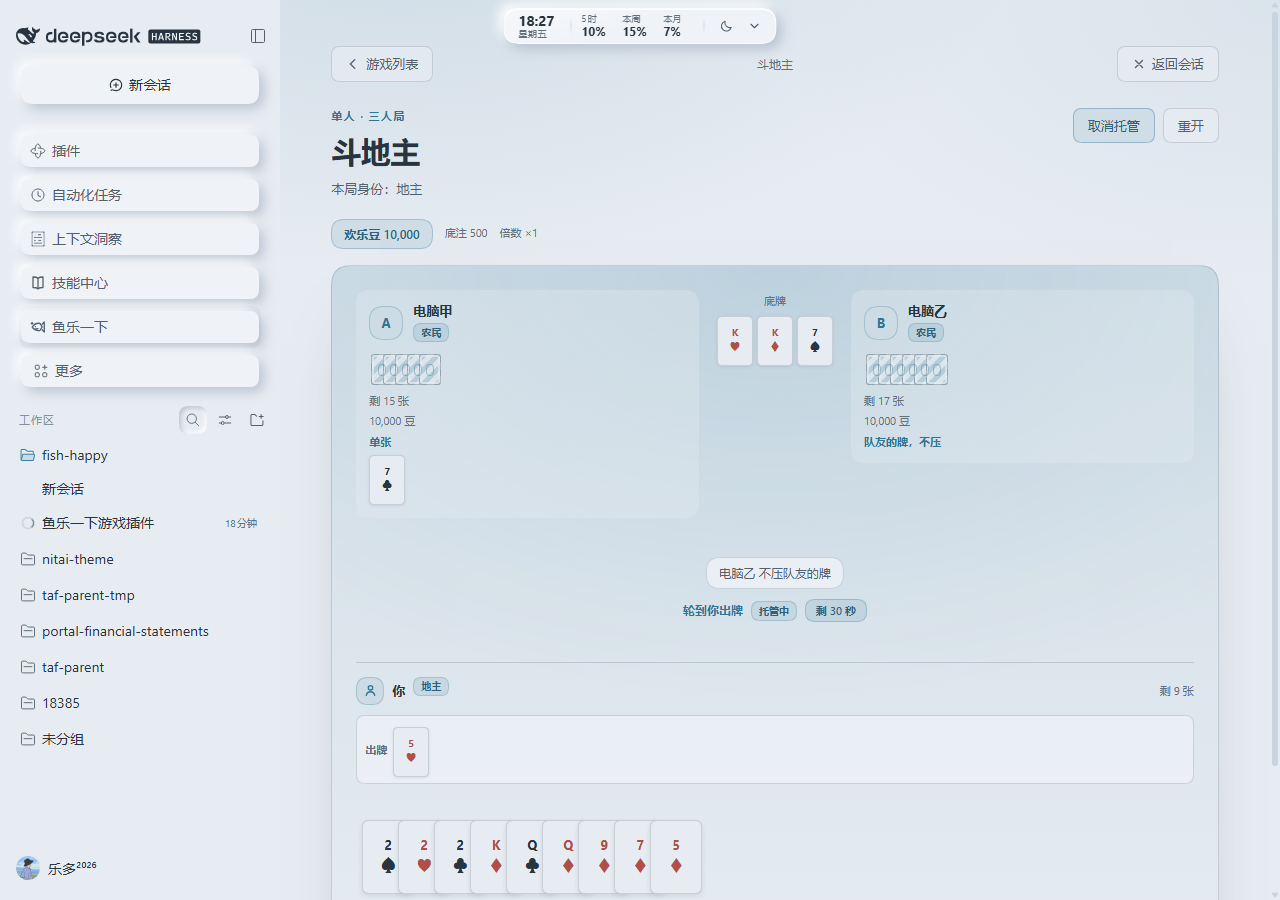 deepseek HARNESS
新会话
插件
自动化任务
上下文洞察
技能中心
鱼乐一下
更多
工作区
fish-happy
新会话
鱼乐一下游戏插件 18分钟
nitai-theme
taf-parent-tmp
portal-financial-statements
taf-parent
18385
未分组
乐多2026
18:27
星期五
5时
10%
本周
15%
本月
7%
游戏列表
斗地主
返回会话
单人 · 三人局
斗地主
本局身份：地主
取消托管
重开
欢乐豆 10,000 底注 500 倍数 ×1
A
电脑甲
农民
剩 15 张
10,000 豆
单张
7
底牌
K K 7
B
电脑乙
农民
剩 17 张
10,000 豆
队友的牌，不压
电脑乙 不压队友的牌
轮到你出牌 托管中 剩 30 秒
你 地主 剩 9 张
出牌 5
2 2 2 K Q Q 9 7 5